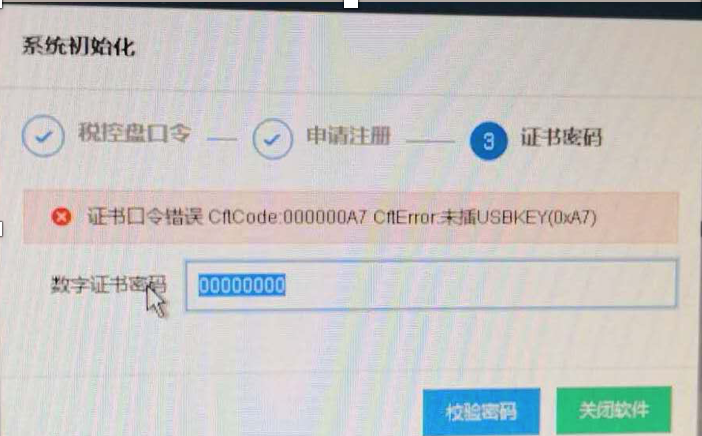 系统初始化
税控盘口令 申请注册 3 证书密码
证书口令错误 CftCode:000000A7 CftError:未插USBKEY(0xA7)
数字证书密码 00000000
校验密码 关闭软件